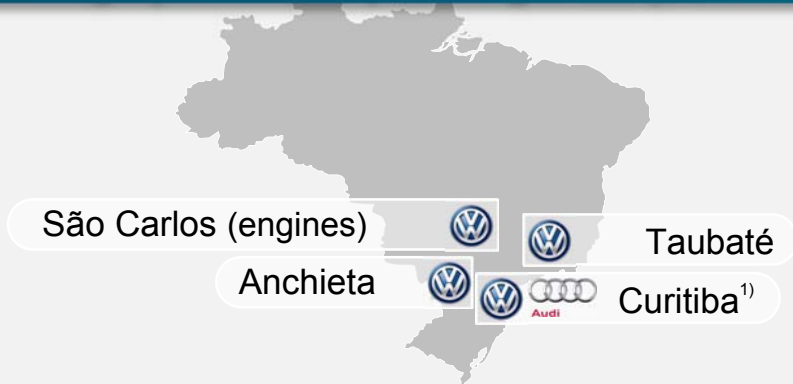 São Carlos (engines)
Taubaté
Anchieta
Audi
Curitiba¹⁾